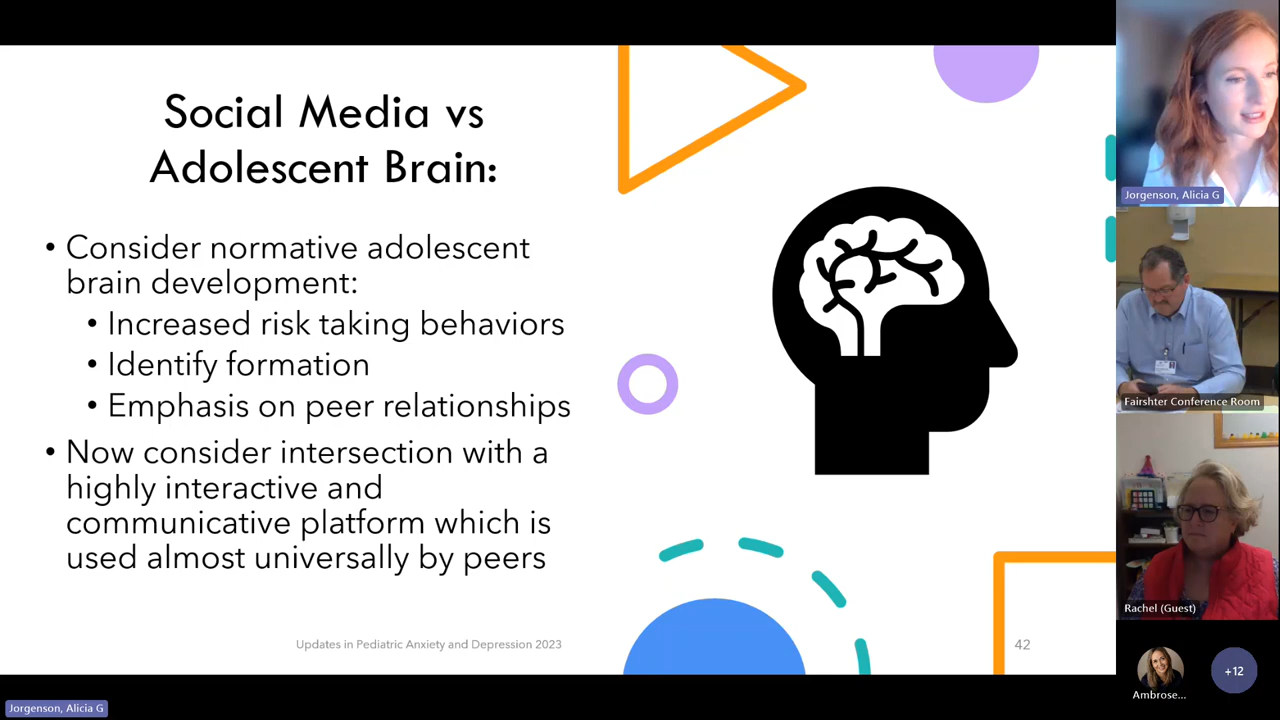 Social Media vs
Adolescent Brain:
• Consider normative adolescent
brain development:
• Increased risk taking behaviors
• Identify formation
• Emphasis on peer relationships
• Now consider intersection with a
highly interactive and
communicative platform which is
used almost universally by peers
Updates in Pediatric Anxiety and Depression 2023
42
Jorgenson, Alicia G
Fairshter Conference Room
Rachel (Guest)
Ambrose...
+12
Jorgenson, Alicia G